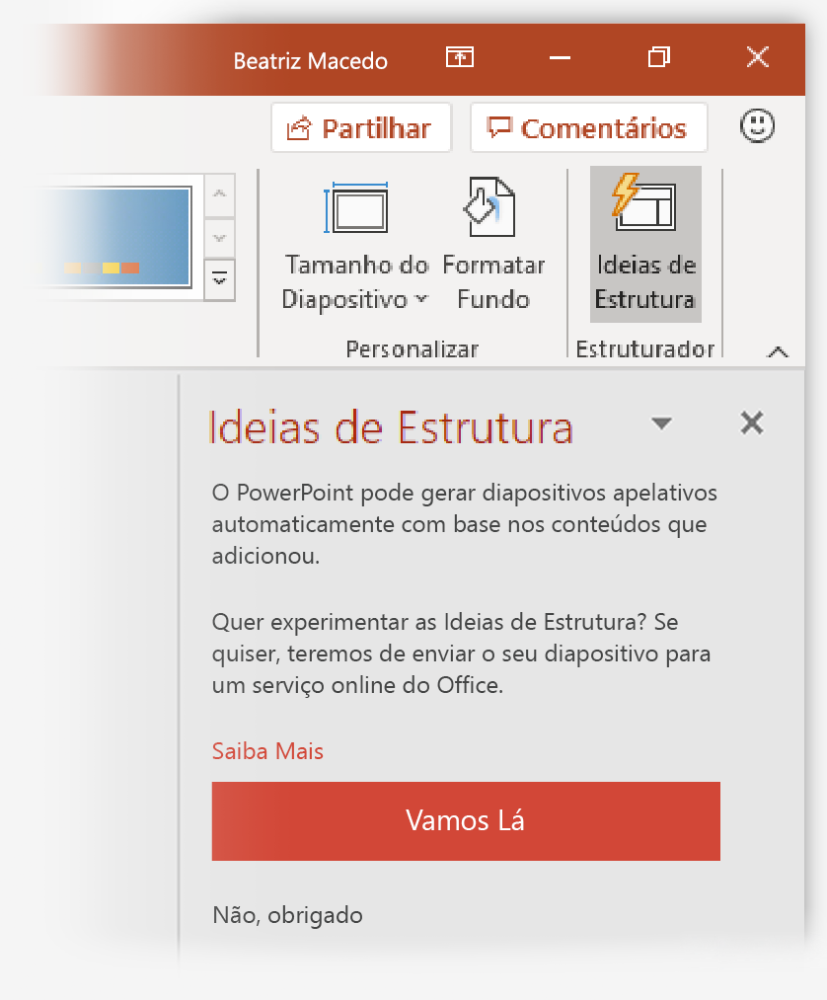 Beatriz Macedo
Partilhar
Comentários
Tamanho do
Diapositivo
Formatar
Fundo
Ideias de
Estrutura
Personalizar
Estruturador
Ideias de Estrutura
O PowerPoint pode gerar diapositivos apelativos
automaticamente com base nos conteúdos que
adicionou.
Quer experimentar as Ideias de Estrutura? Se
quiser, teremos de enviar o seu diapositivo para
um serviço online do Office.
Saiba Mais
Vamos Lá
Não, obrigado